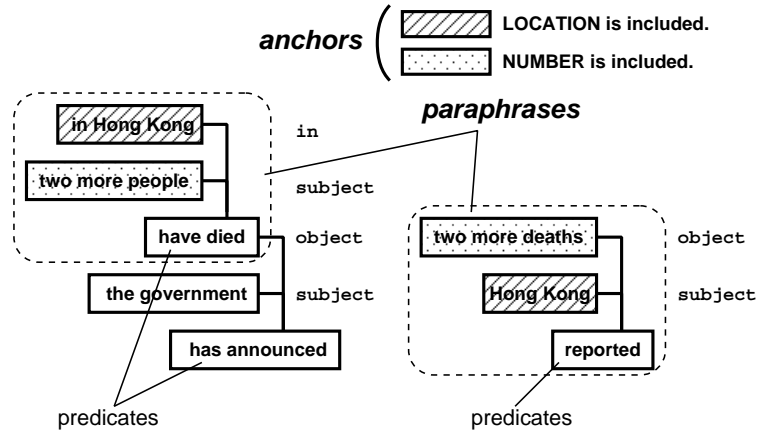 anchors
LOCATION is included.
NUMBER is included.
paraphrases
in Hong Kong
in
two more people
subject
have died
object
two more deaths
object
the government
subject
Hong Kong
subject
has announced
reported
predicates
predicates